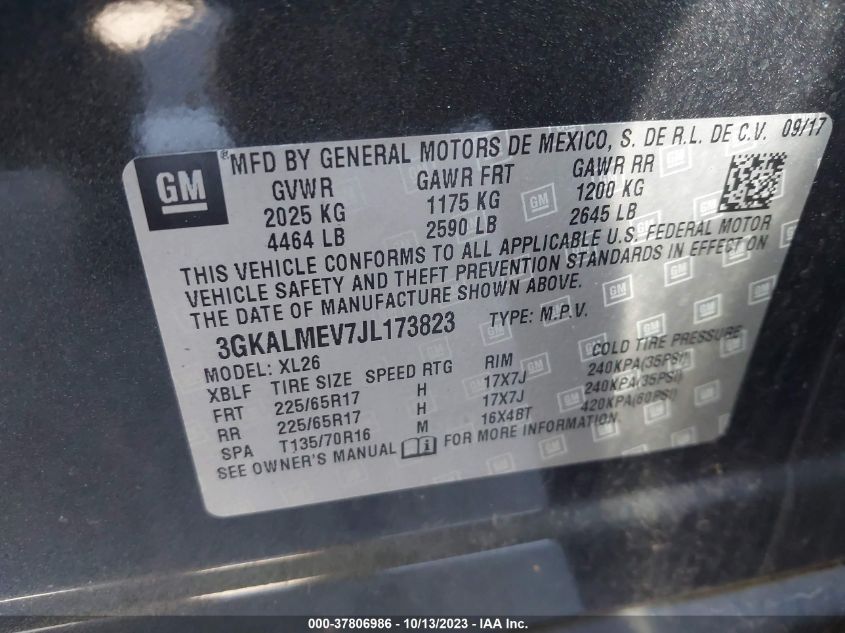 GM
® MFD BY GENERAL MOTORS DE MEXICO, S. DE R.L. DE C.V. 09/17
GVWR GAWR FRT GAWR RR
2025 KG 1175 KG 1200 KG
4464 LB 2590 LB 2645 LB
THIS VEHICLE CONFORMS TO ALL APPLICABLE U.S. FEDERAL MOTOR
VEHICLE SAFETY AND THEFT PREVENTION STANDARDS IN EFFECT ON
THE DATE OF MANUFACTURE SHOWN ABOVE.
3GKALMEV7JL173823 TYPE: M.P.V.
MODEL: XL26
XBLF TIRE SIZE SPEED RTG RIM COLD TIRE PRESSURE
FRT 225/65R17 H 17X7J 240KPA(35PSI)
RR 225/65R17 H 17X7J 240KPA(35PSI)
SPA T135/70R16 M 16X4BT 420KPA(60PSI)
SEE OWNER'S MANUAL FOR MORE INFORMATION.
000-37806986 - 10/13/2023 - IAA Inc.